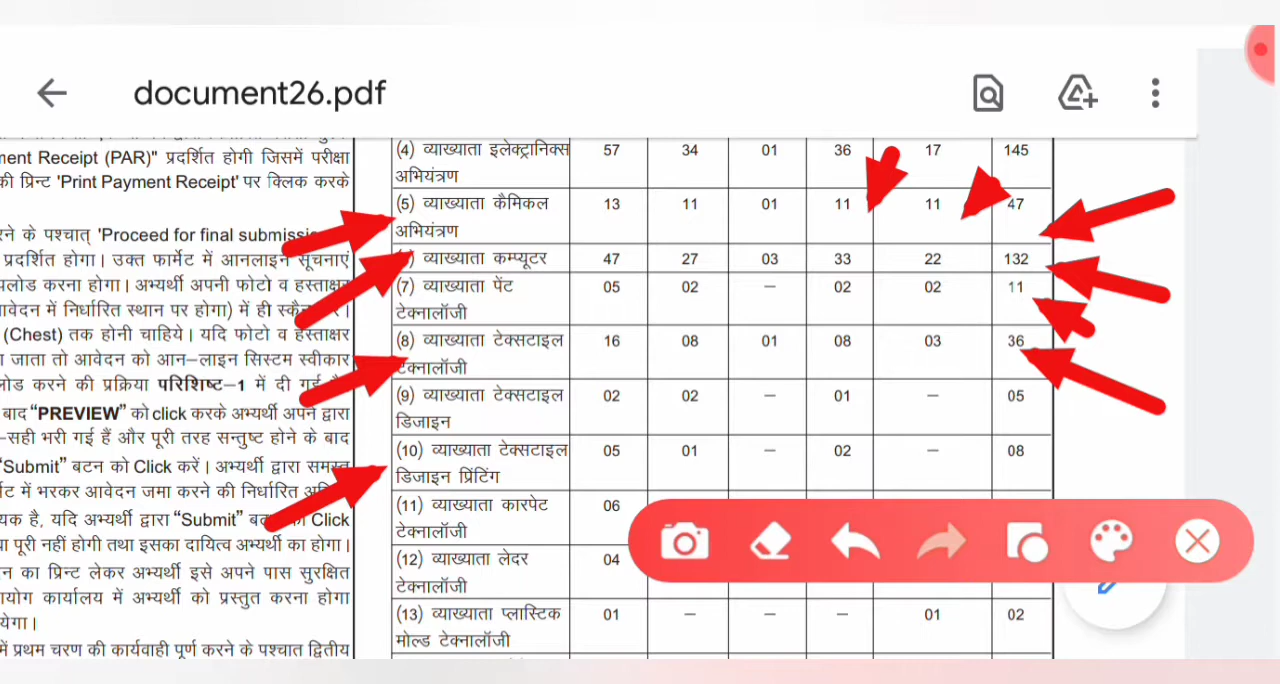 document26.pdf
ment Receipt (PAR)" प्रदर्शित होगी जिसमें परीक्षा
की प्रिन्ट 'Print Payment Receipt' पर क्लिक करके
रने के पश्चात् 'Proceed for final
प्रदर्शित होगा। उक्त फार्मेट में आनलाइन सूचनाएं
पलोड करना होगा। अभ्यर्थी अपनी फोटो व हस्ताक्षर
आवेदन में निर्धारित स्थान पर होगा) में ही
(Chest) तक होनी चाहिये। यदि फोटो व हस्ताक्षर
ा जाता तो आवेदन को आन–लाइन सिस्टम स्वीकार
लोड करने की प्रक्रिया परिशिष्ट–1 में दी
बाद "PREVIEW" को click करके अभ्यर्थी अपने द्वारा
–सही भरी गई हैं और पूरी तरह सन्तुष्ट होने के बाद
"Submit" बटन को Click करें। अभ्यर्थी द्वारा समस्त
ेट में भरकर आवेदन जमा करने की निर्धारित
यक है, यदि अभ्यर्थी द्वारा "Submit" Click
ा पूरी नहीं होगी तथा इसका दायित्व अभ्यर्थी का होगा।
न का प्रिन्ट लेकर अभ्यर्थी इसे अपने पास सुरक्षित
योग कार्यालय में अभ्यर्थी को प्रस्तुत करना होगा
येगा।
में प्रथम चरण की कार्यवाही पूर्ण करने के पश्चात द्वितीय
(4) व्याख्याता इलेक्ट्रानिक्स 57 34 01 36 17 145
अभियंत्रण
(5) व्याख्याता कैमिकल 13 11 01 11 11 47
अभियंत्रण
व्याख्याता कम्प्यूटर 47 27 03 33 22 132
(7) व्याख्याता पेंट 05 02 – 02 02 11
टेक्नालॉजी
(8) व्याख्याता टेक्सटाइल 16 08 01 08 03 36
टेक्नालॉजी
(9) व्याख्याता टेक्सटाइल 02 02 – 01 – 05
डिजाइन
(10) व्याख्याता टेक्सटाइल 05 01 – 02 – 08
डिजाइन प्रिंटिंग
(11) व्याख्याता कारपेट 06
टेक्नालॉजी
(12) व्याख्याता लेदर 04
टेक्नालॉजी
(13) व्याख्याता प्लास्टिक 01 – – – 01 02
मोल्ड टेक्नालॉजी